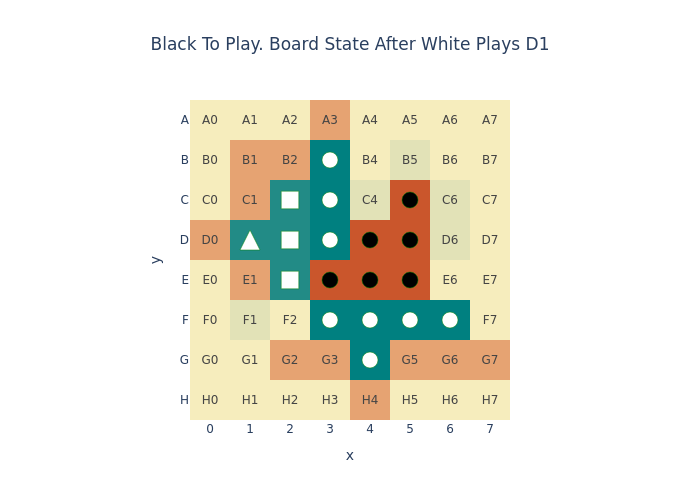 Black To Play. Board State After White Plays D1
A A0 A1 A2 A3 A4 A5 A6 A7
B B0 B1 B2 B4 B5 B6 B7
C C0 C1 C4 C6 C7
D D0 D6 D7
E E0 E1 E6 E7
F F0 F1 F2 F7
G G0 G1 G2 G3 G5 G6 G7
H H0 H1 H2 H3 H4 H5 H6 H7
0 1 2 3 4 5 6 7
x
y